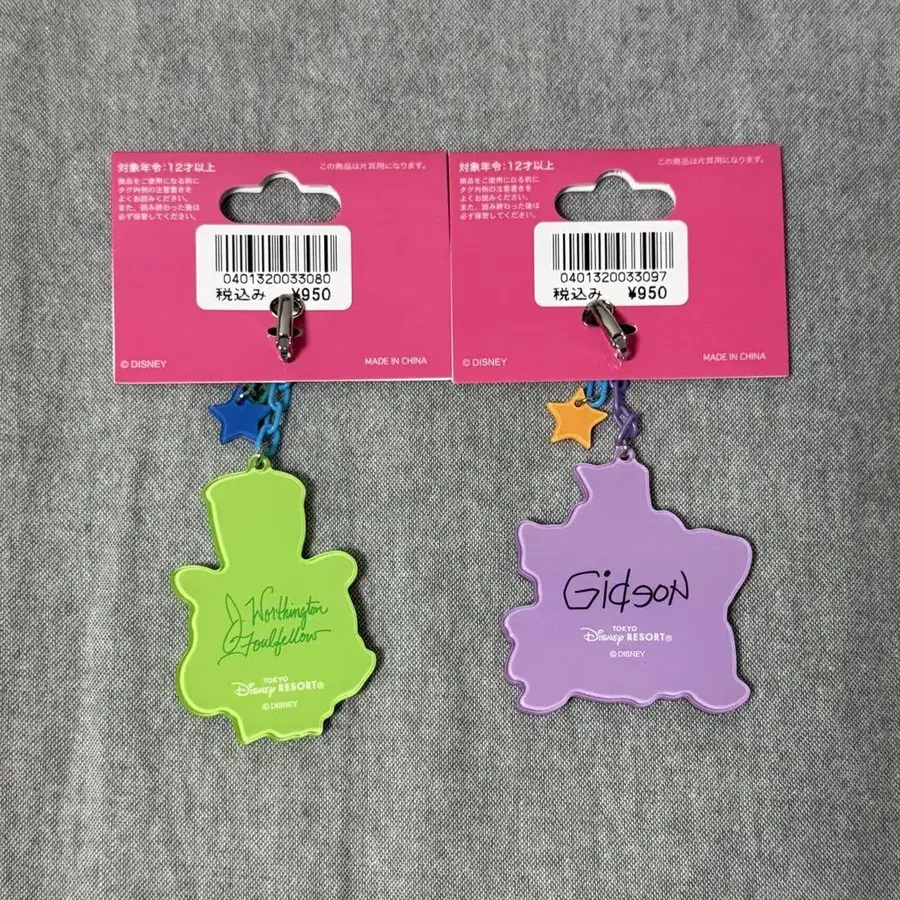 対象年令：12才以上
この商品は片耳用になります。
商品をご使用になる前に
タグ内側の注意書きを
よくお読みください。
また、読み終わった後は
必ず保管してください。
0401320033080
税込み ¥950
© DISNEY
MADE IN CHINA
J. Worthington
Foulfellow
TOKYO
Disney RESORT®
© DISNEY
対象年令：12才以上
この商品は片耳用になります。
商品をご使用になる前に
タグ内側の注意書きを
よくお読みください。
また、読み終わった後は
必ず保管してください。
0401320033097
税込み ¥950
© DISNEY
MADE IN CHINA
Gideon
TOKYO
Disney RESORT®
© DISNEY